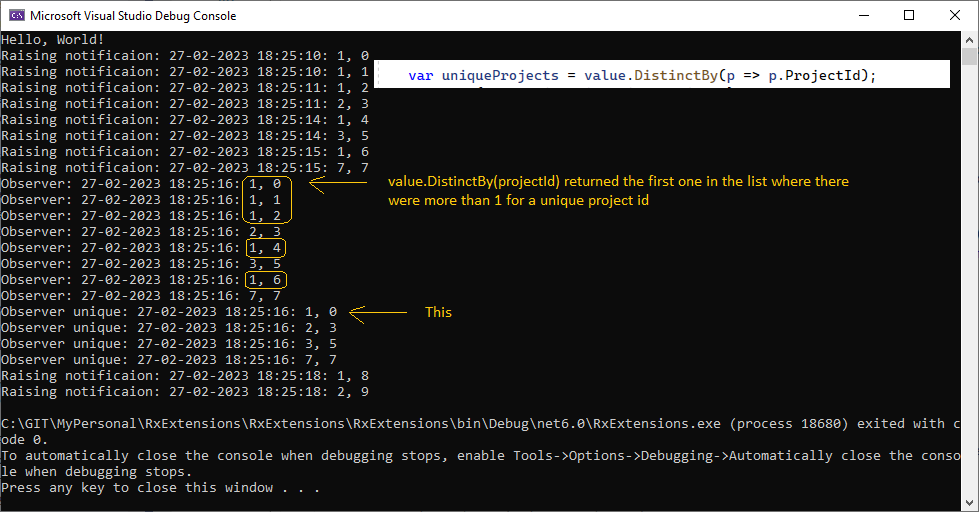 Microsoft Visual Studio Debug Console
Hello, World!
Raising notificaion: 27-02-2023 18:25:10: 1, 0
Raising notificaion: 27-02-2023 18:25:10: 1, 1
var uniqueProjects = value.DistinctBy(p => p.ProjectId);
Raising notificaion: 27-02-2023 18:25:11: 1, 2
Raising notificaion: 27-02-2023 18:25:11: 2, 3
Raising notificaion: 27-02-2023 18:25:14: 1, 4
Raising notificaion: 27-02-2023 18:25:14: 3, 5
Raising notificaion: 27-02-2023 18:25:15: 1, 6
Raising notificaion: 27-02-2023 18:25:15: 7, 7
Observer: 27-02-2023 18:25:16: 1, 0
value.DistinctBy(projectId) returned the first one in the list where there
were more than 1 for a unique project id
Observer: 27-02-2023 18:25:16: 1, 1
Observer: 27-02-2023 18:25:16: 1, 2
Observer: 27-02-2023 18:25:16: 2, 3
Observer: 27-02-2023 18:25:16: 1, 4
Observer: 27-02-2023 18:25:16: 3, 5
Observer: 27-02-2023 18:25:16: 1, 6
Observer: 27-02-2023 18:25:16: 7, 7
Observer unique: 27-02-2023 18:25:16: 1, 0
This
Observer unique: 27-02-2023 18:25:16: 2, 3
Observer unique: 27-02-2023 18:25:16: 3, 5
Observer unique: 27-02-2023 18:25:16: 7, 7
Raising notificaion: 27-02-2023 18:25:18: 1, 8
Raising notificaion: 27-02-2023 18:25:18: 2, 9
C:\GIT\MyPersonal\RxExtensions\RxExtensions\RxExtensions\bin\Debug\net6.0\RxExtensions.exe (process 18680) exited with c
ode 0.
To automatically close the console when debugging stops, enable Tools->Options->Debugging->Automatically close the conso
le when debugging stops.
Press any key to close this window . . .